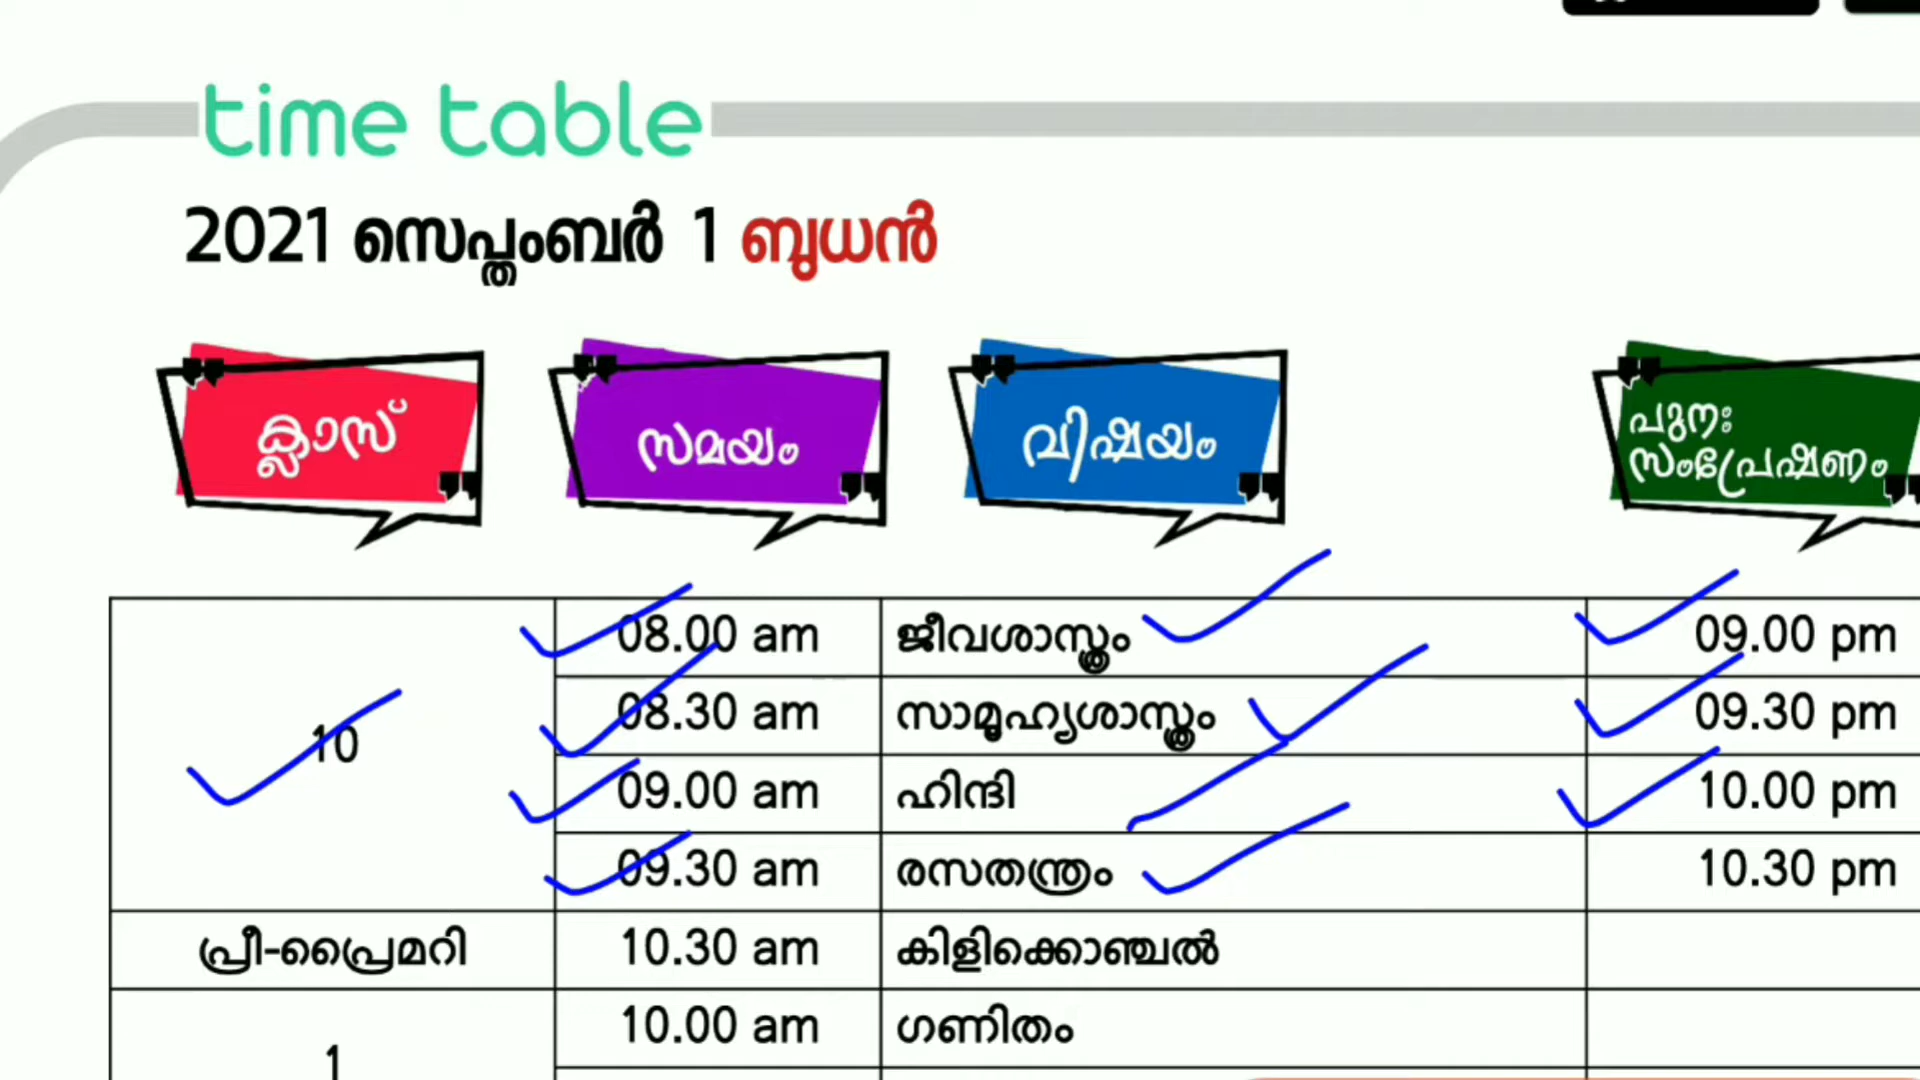 time table
2021 സെപ്തംബർ 1 ബുധൻ
ക്ലാസ് സമയം വിഷയം പുനഃ
സംപ്രേഷണം
08.00 am ജീവശാസ്ത്രം 09.00 pm
10 08.30 am സാമൂഹ്യശാസ്ത്രം 09.30 pm
09.00 am ഹിന്ദി 10.00 pm
09.30 am രസതന്ത്രം 10.30 pm
പ്രീ-പ്രൈമറി 10.30 am കിളിക്കൊഞ്ചൽ
10.00 am ഗണിതം
1